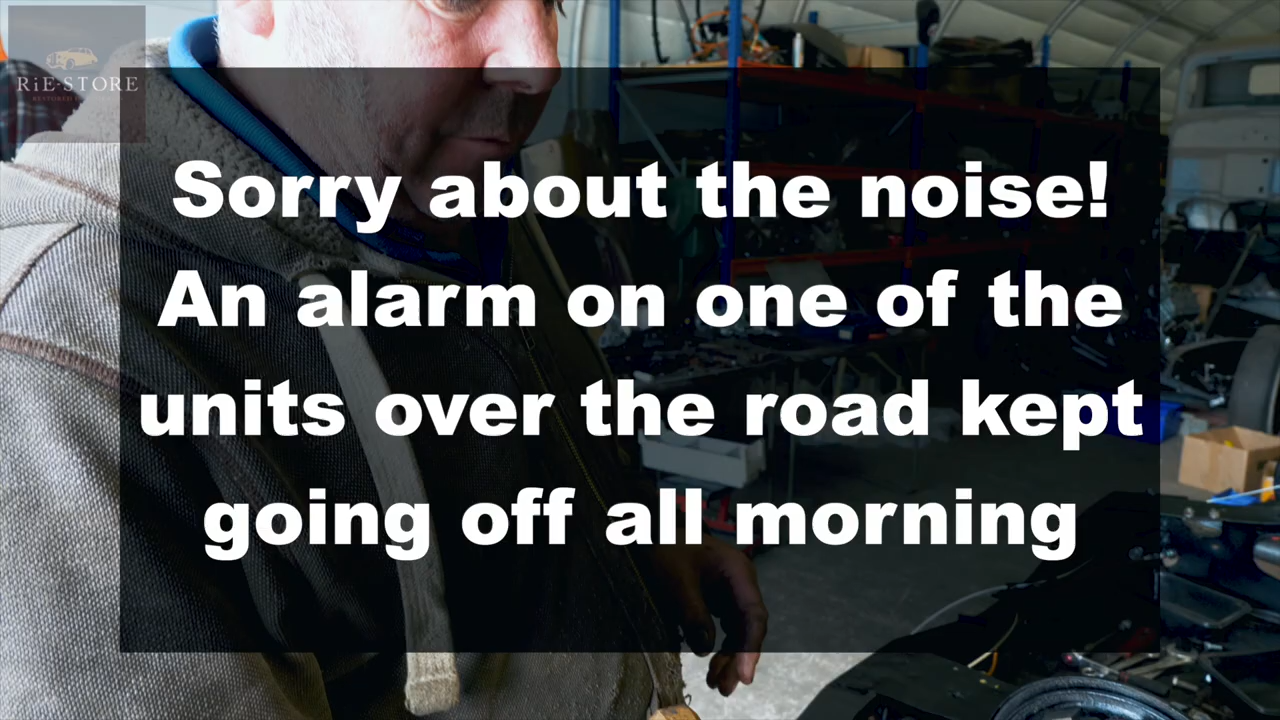 RiE-STORE
Sorry about the noise!
An alarm on one of the
units over the road kept
going off all morning